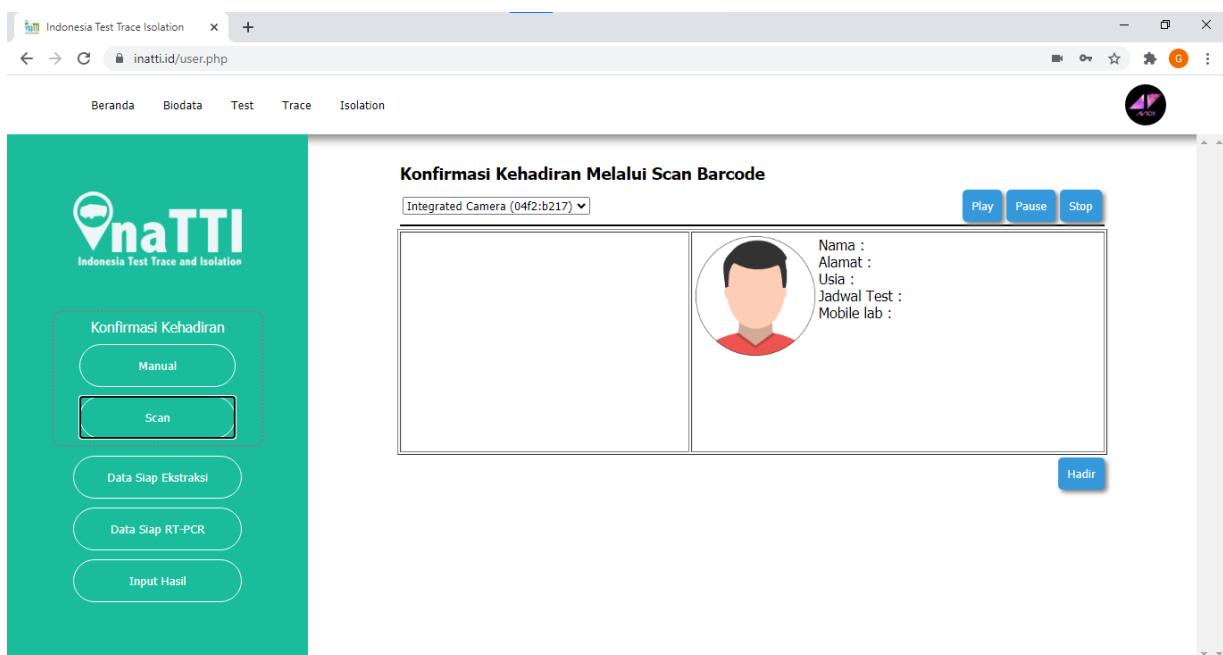 Indonesia Test Trace Isolation
inatti.id/user.php
G
Beranda Biodata Test Trace Isolation
AVICII
InaTTI
Indonesia Test Trace and Isolation
Konfirmasi Kehadiran
Manual
Scan
Data Siap Ekstraksi
Data Siap RT-PCR
Input Hasil
Konfirmasi Kehadiran Melalui Scan Barcode
Integrated Camera (04f2:b217)
Play Pause Stop
Nama :
Alamat :
Usia :
Jadwal Test :
Mobile lab :
Hadir